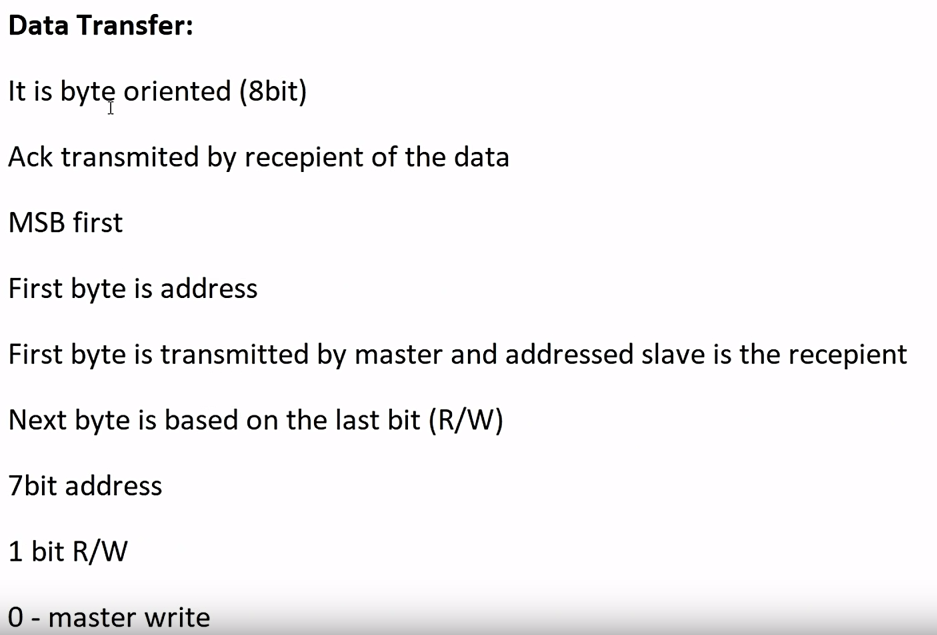 Data Transfer:
It is byte oriented (8bit)
Ack transmited by recepient of the data
MSB first
First byte is address
First byte is transmitted by master and addressed slave is the recepient
Next byte is based on the last bit (R/W)
7bit address
1 bit R/W
0 - master write